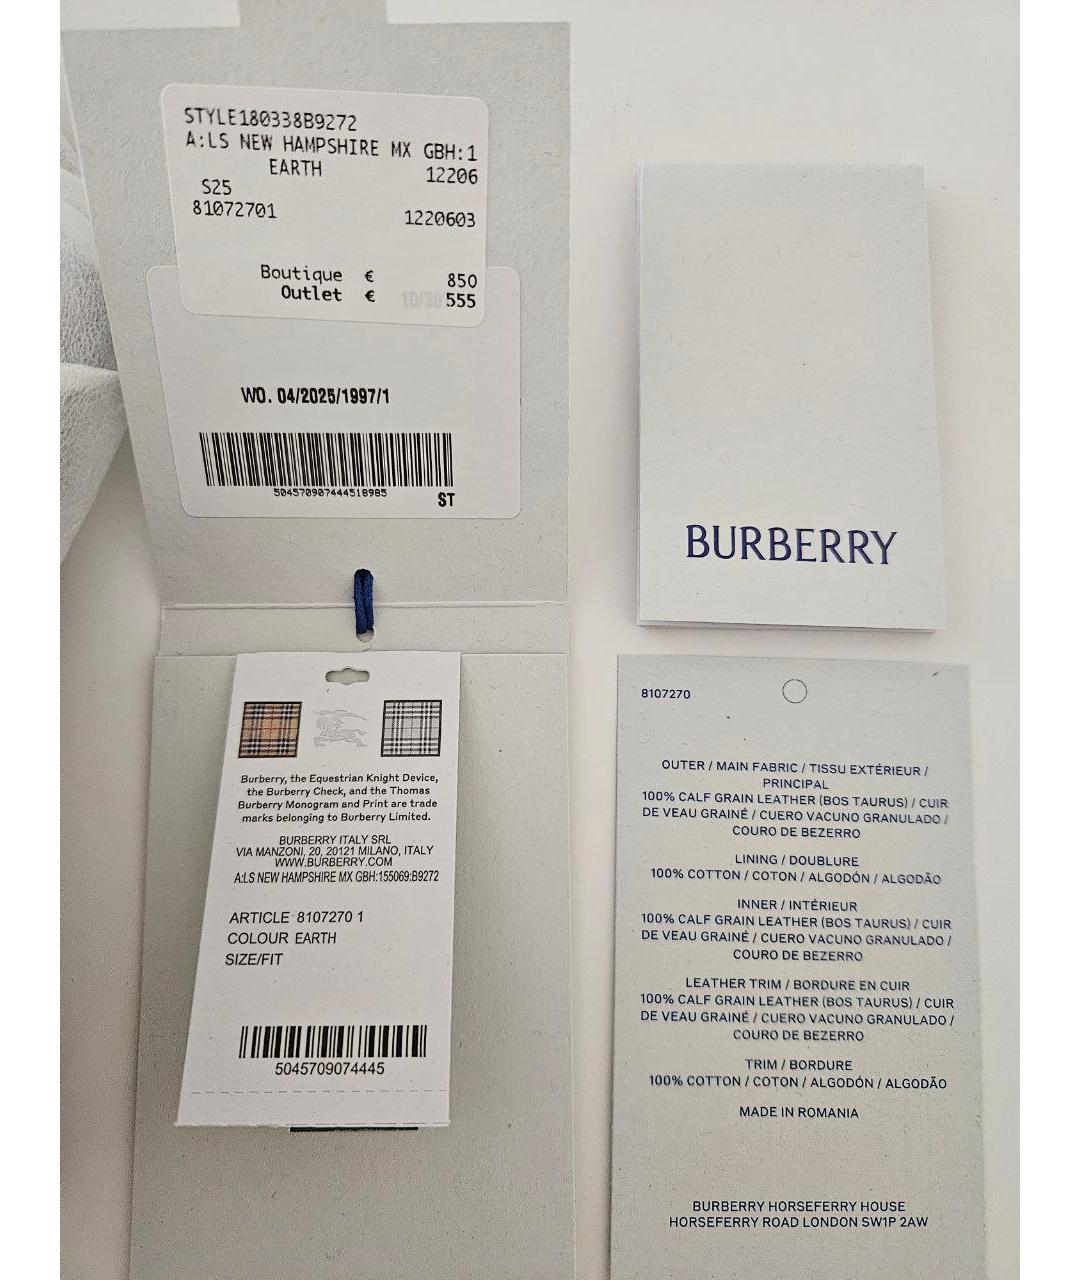 STYLE180338B9272
A:LS NEW HAMPSHIRE MX GBH:1
EARTH 12206
S25
81072701 1220603
Boutique € 850
Outlet € 555
WO. 04/2025/1997/1
504570907444518985
ST
Burberry, the Equestrian Knight Device,
the Burberry Check, and the Thomas
Burberry Monogram and Print are trade
marks belonging to Burberry Limited.
BURBERRY ITALY SRL
VIA MANZONI, 20, 20121 MILANO, ITALY
WWW.BURBERRY.COM
A:LS NEW HAMPSHIRE MX GBH:155069:B9272
ARTICLE 8107270 1
COLOUR EARTH
SIZE/FIT
5045709074445
BURBERRY
8107270
OUTER / MAIN FABRIC / TISSU EXTÉRIEUR /
PRINCIPAL
100% CALF GRAIN LEATHER (BOS TAURUS) / CUIR
DE VEAU GRAINÉ / CUERO VACUNO GRANULADO /
COURO DE BEZERRO
LINING / DOUBLURE
100% COTTON / COTON / ALGODÓN / ALGODÃO
INNER / INTÉRIEUR
100% CALF GRAIN LEATHER (BOS TAURUS) / CUIR
DE VEAU GRAINÉ / CUERO VACUNO GRANULADO /
COURO DE BEZERRO
LEATHER TRIM / BORDURE EN CUIR
100% CALF GRAIN LEATHER (BOS TAURUS) / CUIR
DE VEAU GRAINÉ / CUERO VACUNO GRANULADO /
COURO DE BEZERRO
TRIM / BORDURE
100% COTTON / COTON / ALGODÓN / ALGODÃO
MADE IN ROMANIA
BURBERRY HORSEFERRY HOUSE
HORSEFERRY ROAD LONDON SW1P 2AW